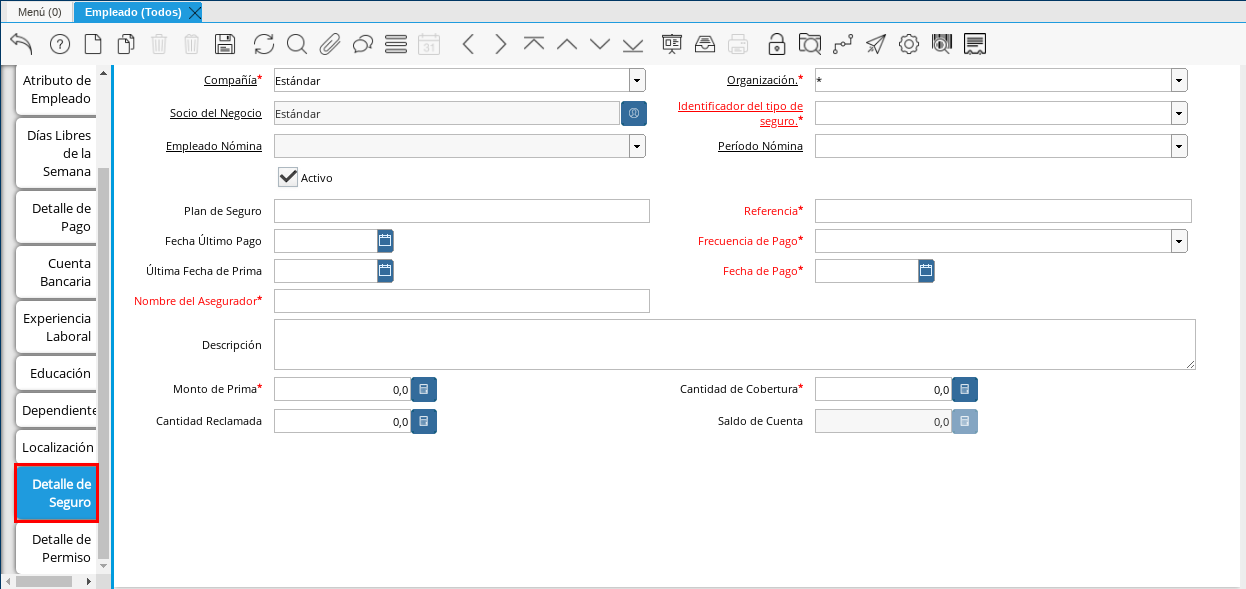 Menú (0)
Empleado (Todos)
31
Atributo de
Empleado
Días Libres
de la
Semana
Detalle de
Pago
Cuenta
Bancaria
Experiencia
Laboral
Educación
Dependiente
Localización
Detalle de
Seguro
Detalle de
Permiso
Compañía* Estándar
Organización.* *
Socio del Negocio Estándar
Identificador del tipo de
seguro.*
Empleado Nómina
Período Nómina
Activo
Plan de Seguro
Referencia*
Fecha Último Pago
Frecuencia de Pago*
Última Fecha de Prima
Fecha de Pago*
Nombre del Asegurador*
Descripción
Monto de Prima* 0,0
Cantidad de Cobertura* 0,0
Cantidad Reclamada 0,0
Saldo de Cuenta 0,0